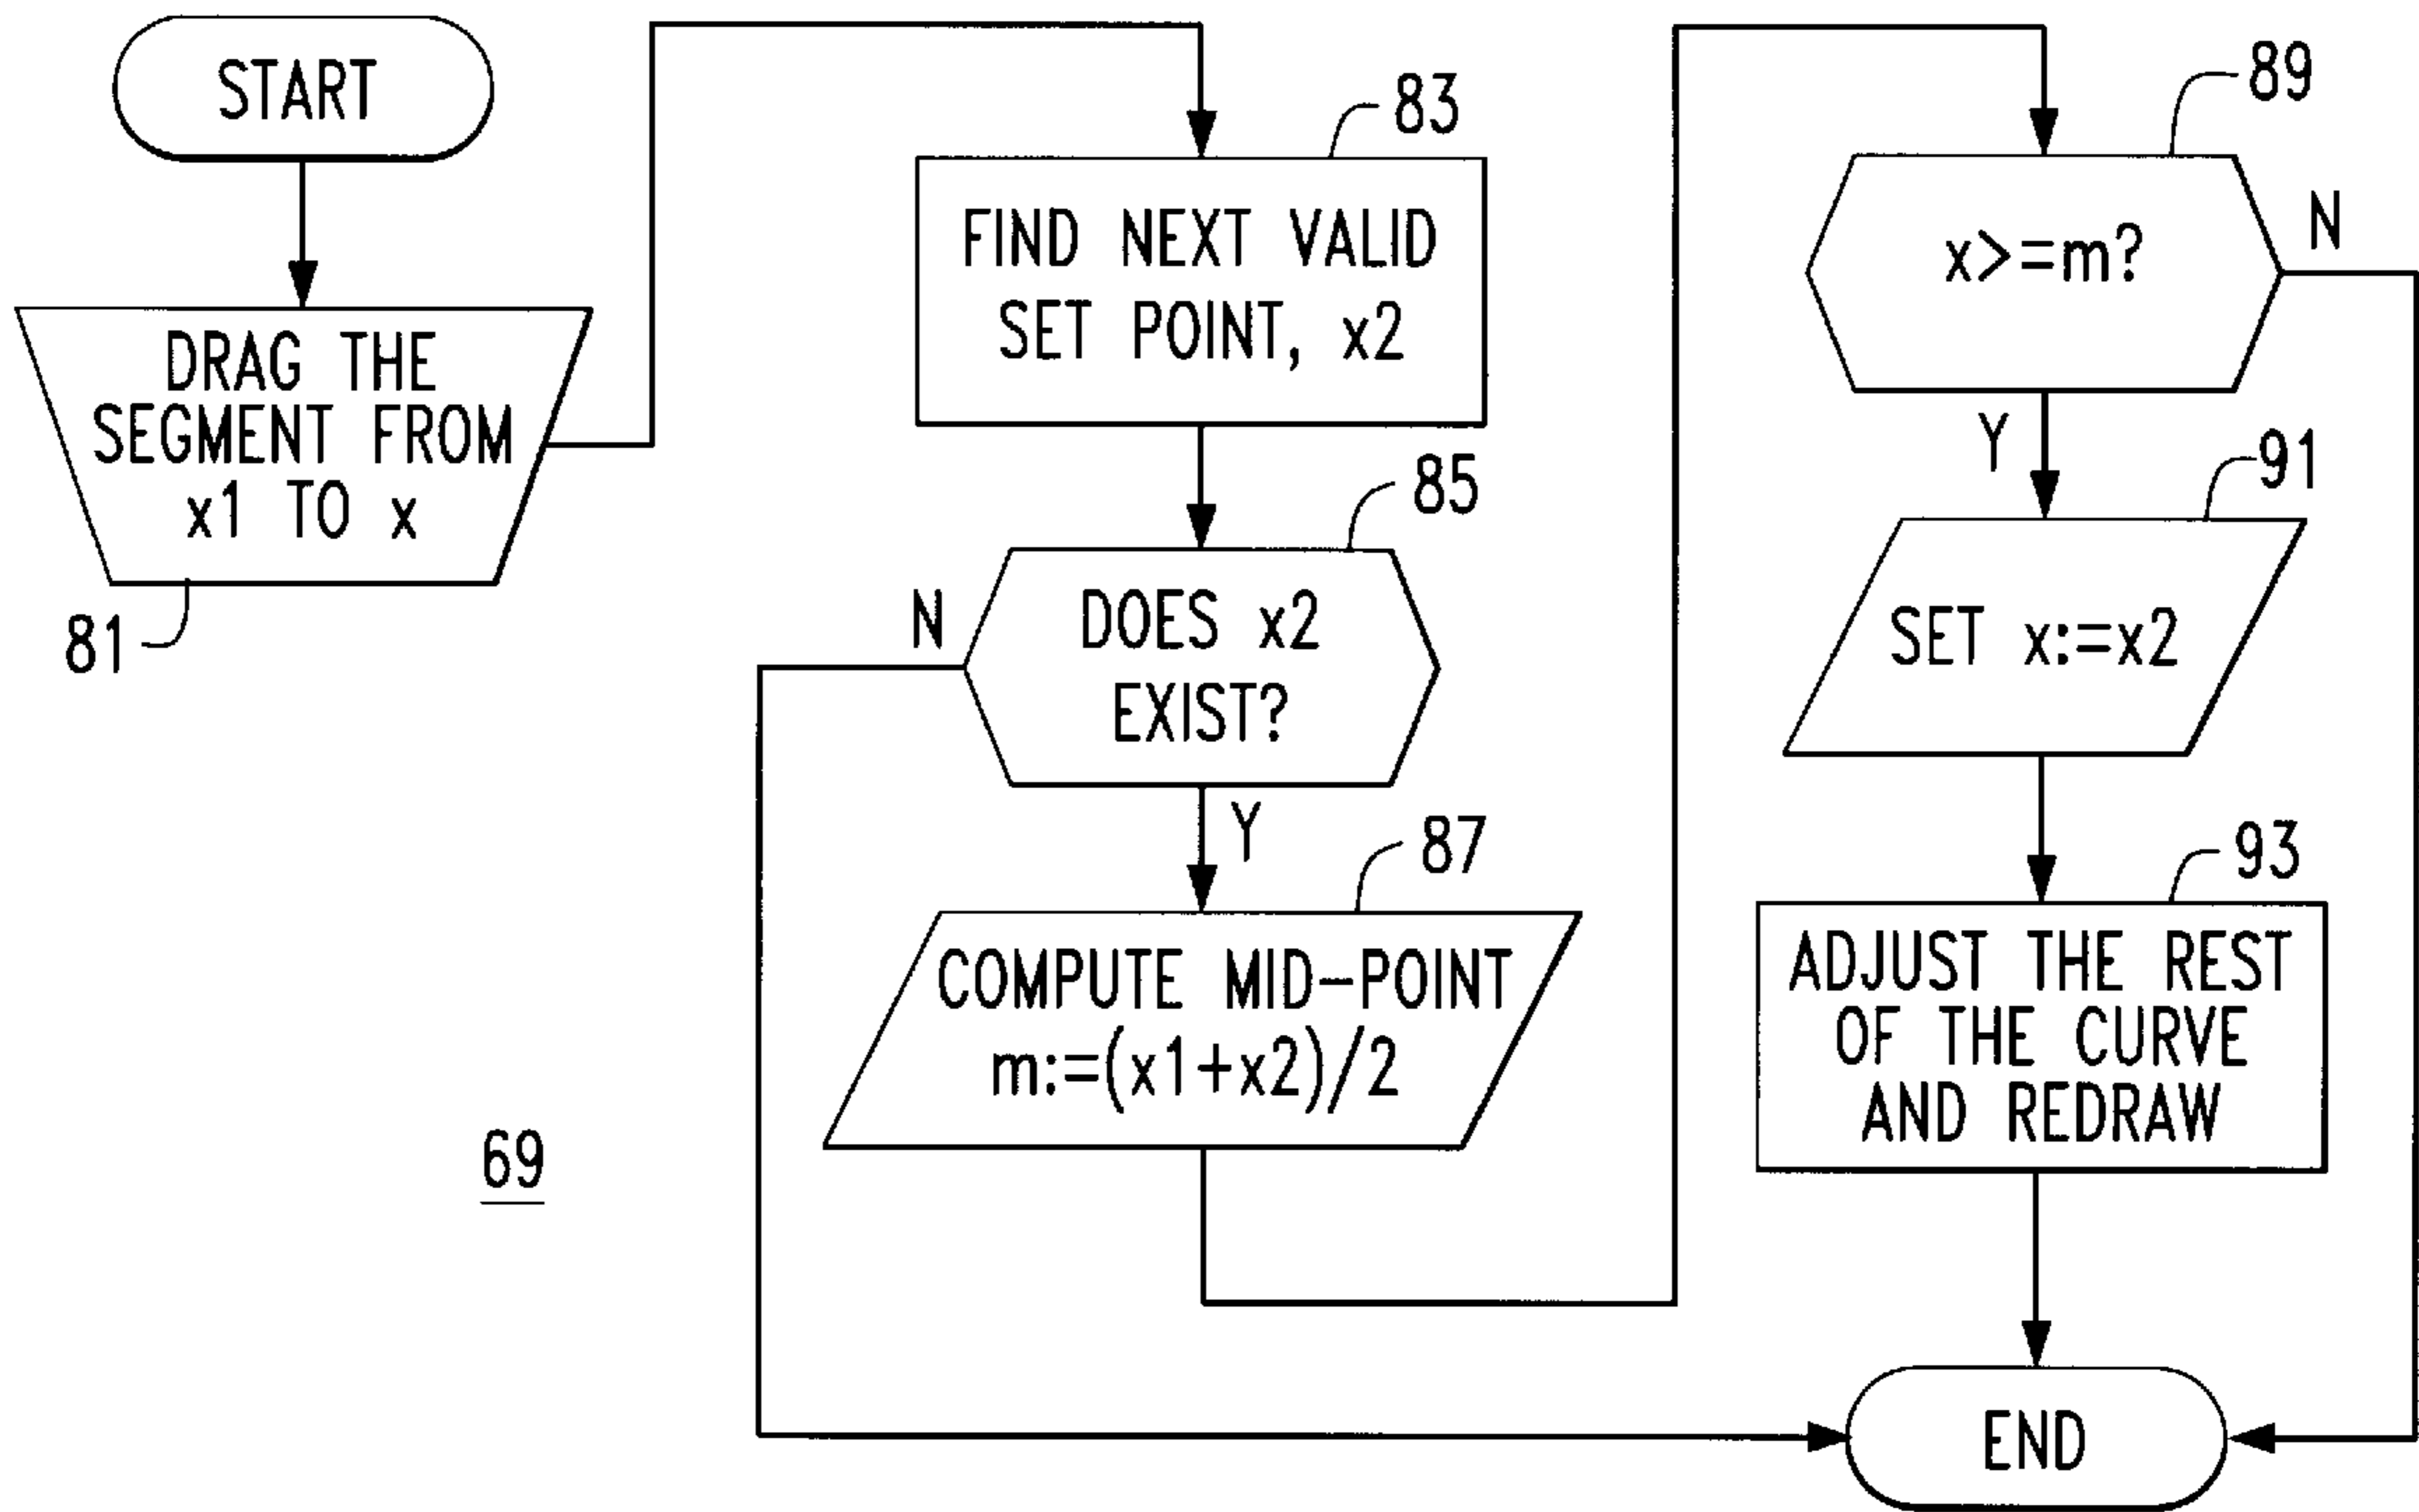 START
DRAG THE
SEGMENT FROM
x1 TO x
81
83
FIND NEXT VALID
SET POINT, x2
85
DOES x2
EXIST?
N
Y
87
COMPUTE MID-POINT
m:=(x1+x2)/2
89
x>=m?
N
Y
91
SET x:=x2
93
ADJUST THE REST
OF THE CURVE
AND REDRAW
END
69